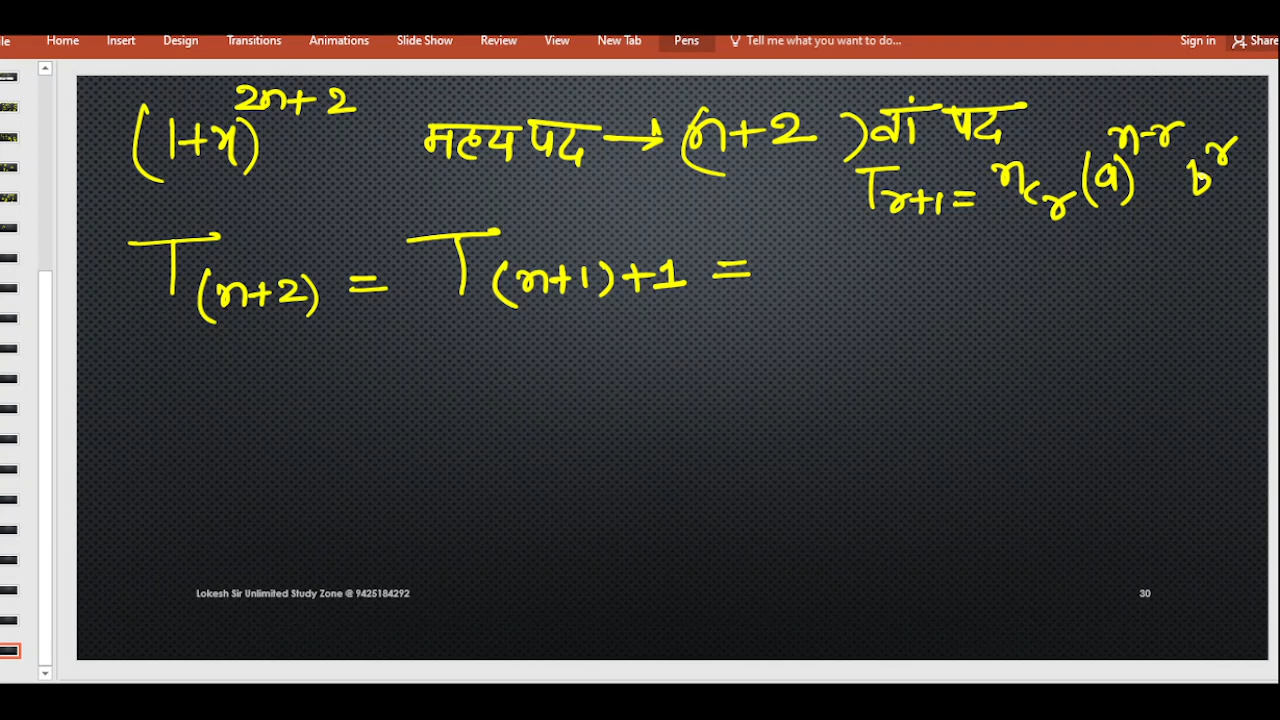 le Home Insert Design Transitions Animations Slide Show Review View New Tab Pens Tell me what you want to do... Sign in Share
(1+x)^{2n+2} मध्य पद → (n+2)वां पद
T_{r+1} = ^{n}C_{r} (a)^{n-r} b^{r}
T_{(n+2)} = T_{(n+1)+1} =
Lokesh Sir Unlimited Study Zone @ 9425184292 30